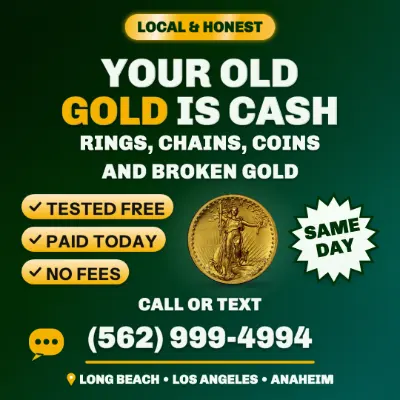 LOCAL & HONEST
YOUR OLD
GOLD IS CASH
RINGS, CHAINS, COINS
AND BROKEN GOLD
✓ TESTED FREE
✓ PAID TODAY
✓ NO FEES
SAME
DAY
CALL OR TEXT
(562) 999-4994
LONG BEACH • LOS ANGELES • ANAHEIM